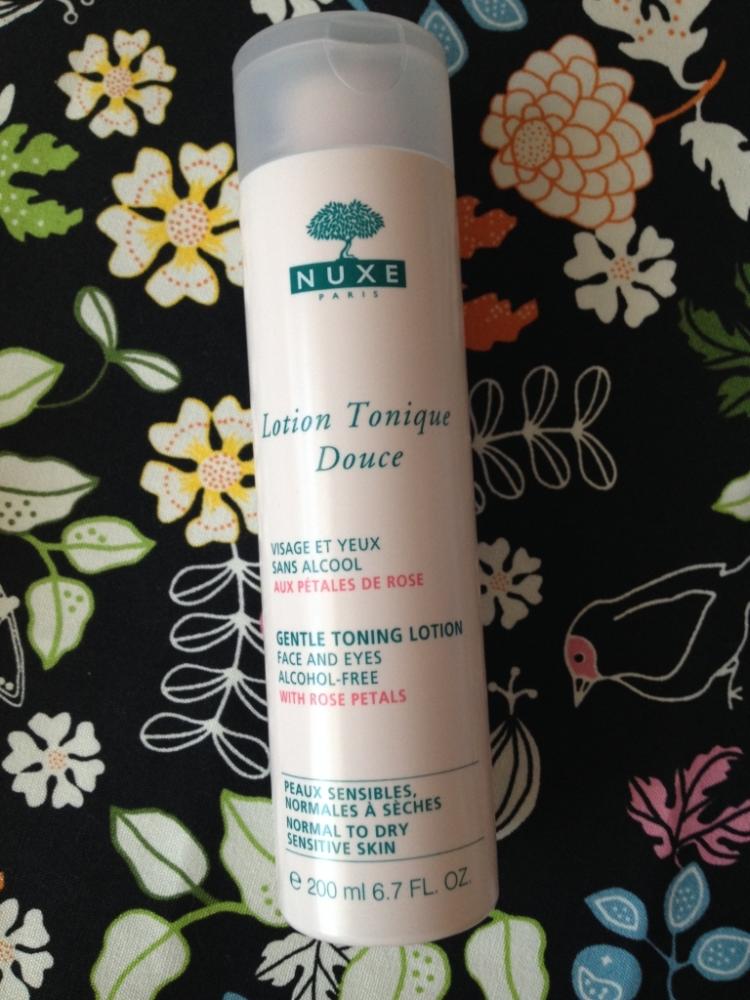 NUXE
PARIS
Lotion Tonique
Douce
VISAGE ET YEUX
SANS ALCOOL
AUX PÉTALES DE ROSE
GENTLE TONING LOTION
FACE AND EYES
ALCOHOL-FREE
WITH ROSE PETALS
PEAUX SENSIBLES,
NORMALES À SÈCHES
NORMAL TO DRY
SENSITIVE SKIN
℮ 200 ml 6.7 FL. OZ.